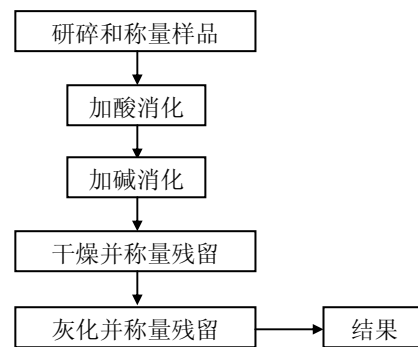 研碎和称量样品
加酸消化
加碱消化
干燥并称量残留
灰化并称量残留
结果